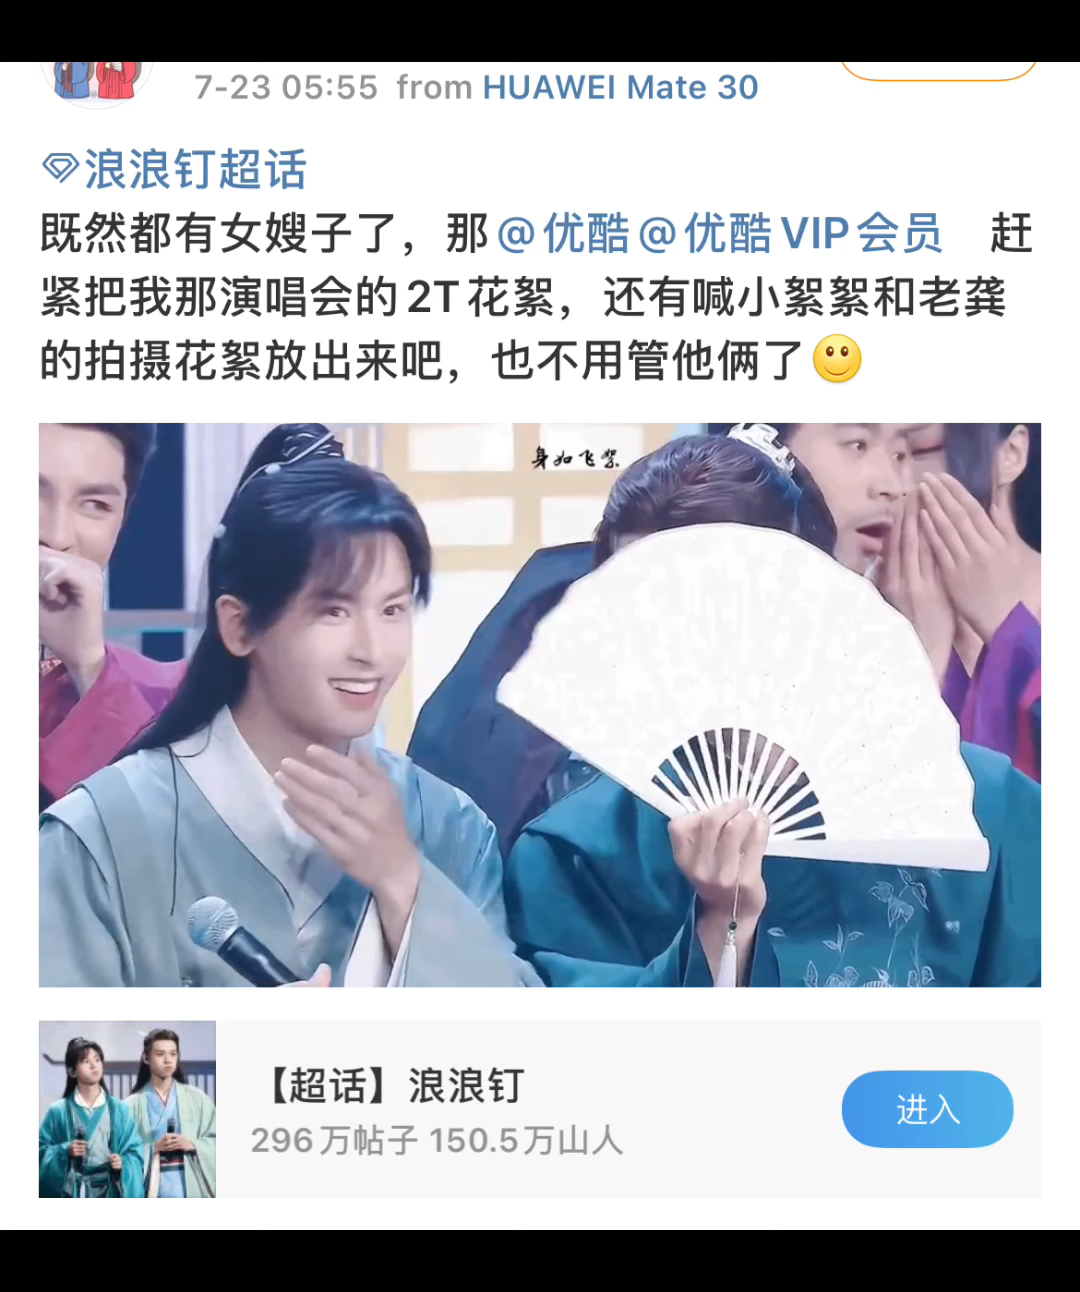 7-23 05:55 from HUAWEI Mate 30
浪浪钉超话
既然都有女嫂子了，那@优酷@优酷VIP会员 赶
紧把我那演唱会的2T花絮，还有喊小絮絮和老龚
的拍摄花絮放出来吧，也不用管他俩了
身如飞絮
【超话】浪浪钉
296万帖子 150.5万山人
进入